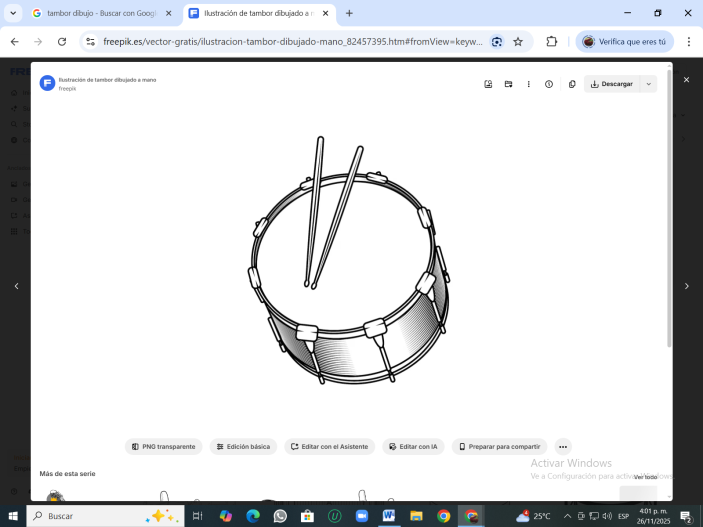 tambor dibujo - Buscar con Googl
Ilustración de tambor dibujado a r
freepik.es/vector-gratis/ilustracion-tambor-dibujado-mano_82457395.htm#fromView=keyw...
Verifica que eres tú
Ilustración de tambor dibujado a mano
freepik
Descargar
PNG transparente
Edición básica
Editar con el Asistente
Editar con IA
Preparar para compartir
Más de esta serie
Ver todo
Activar Windows
Ve a Configuración para activar Windows
Buscar
25°C
ESP
4:01 p. m.
26/11/2025
2